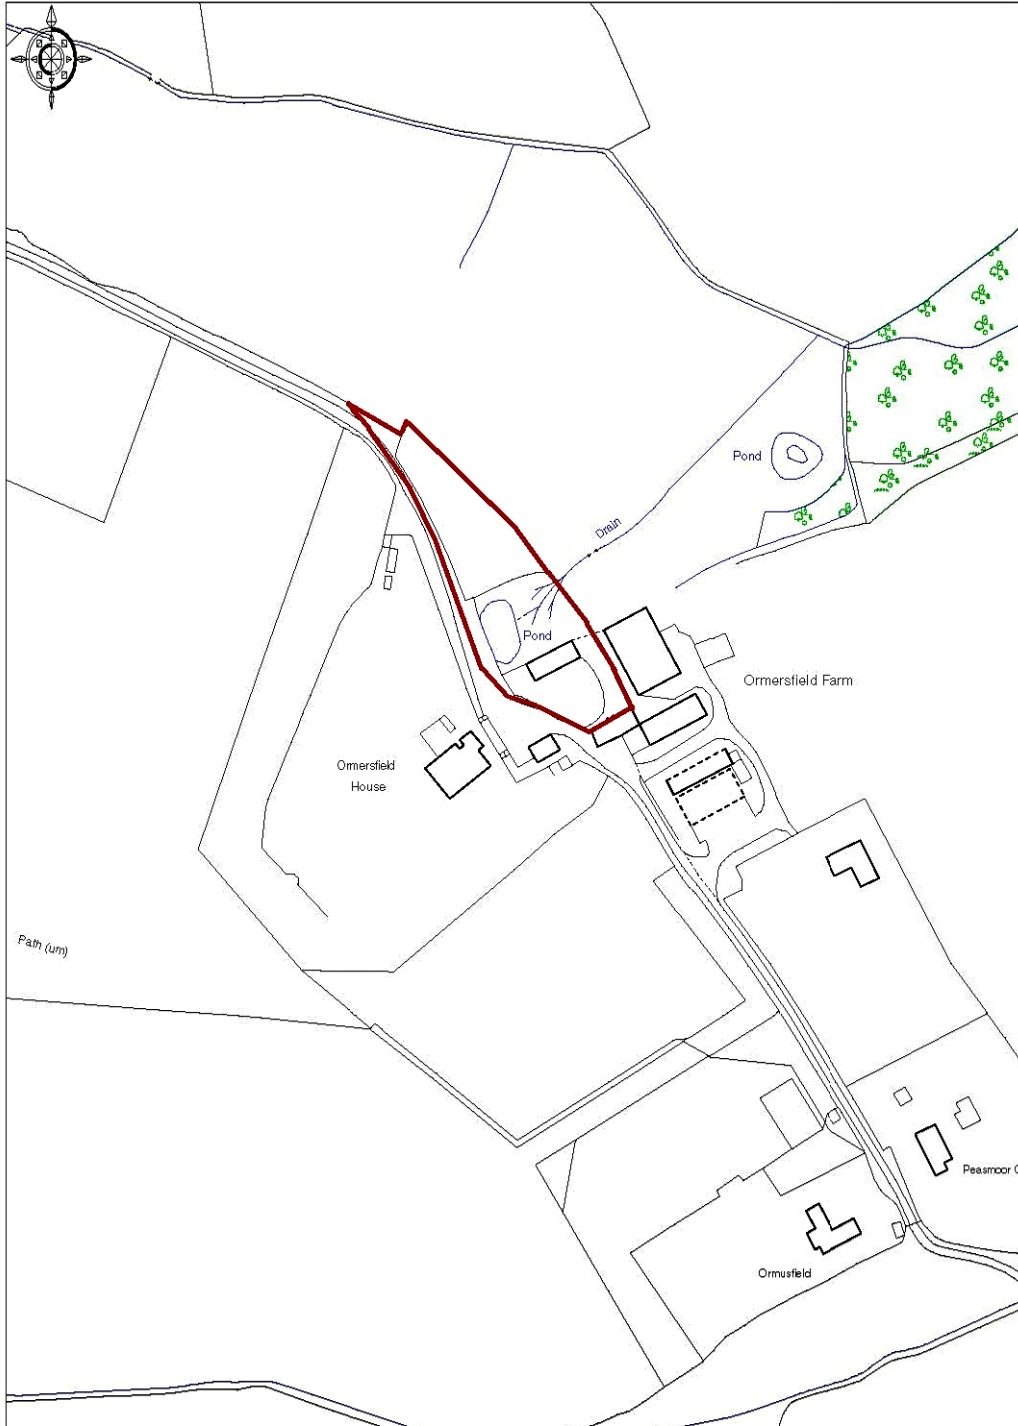 Pond
Drain
Pond
Ormersfield Farm
Ormersfield
House
Path (um)
Peasmoor C
Ormusfield